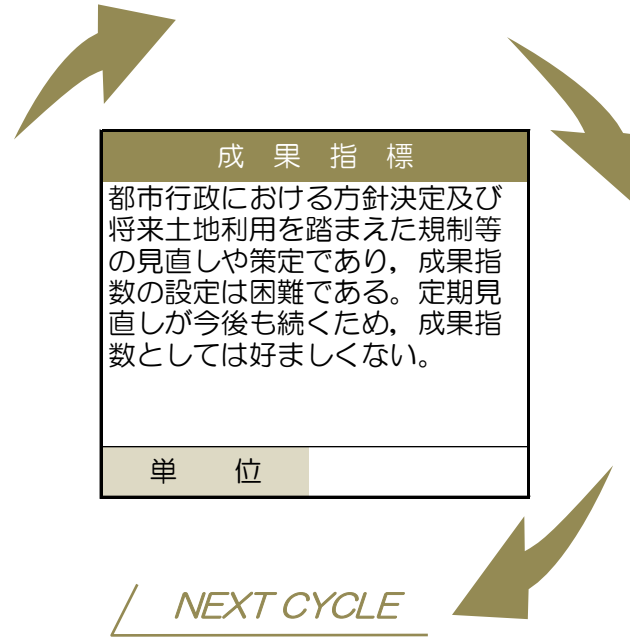 成果指標
都市行政における方針決定及び
将来土地利用を踏まえた規制等
の見直しや策定であり，成果指
数の設定は困難である。定期見
直しが今後も続くため，成果指
数としては好ましくない。
単位
NEXT CYCLE